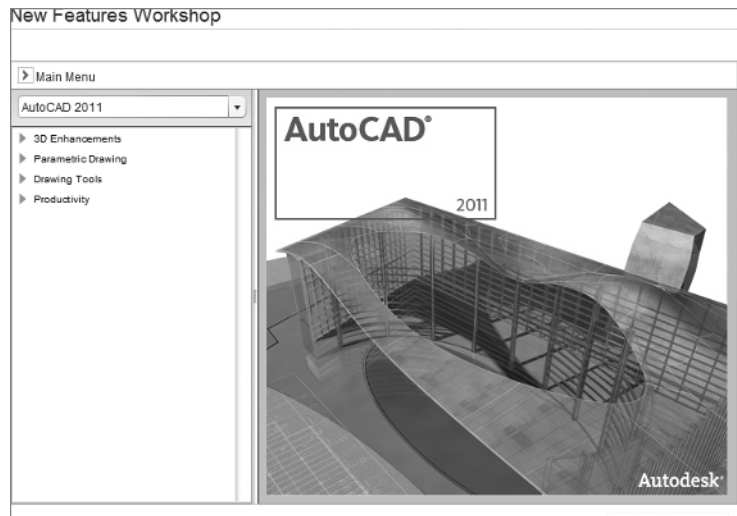 New Features Workshop
Main Menu
AutoCAD 2011
3D Enhancements
Parametric Drawing
Drawing Tools
Productivity
AutoCAD®
2011
Autodesk®